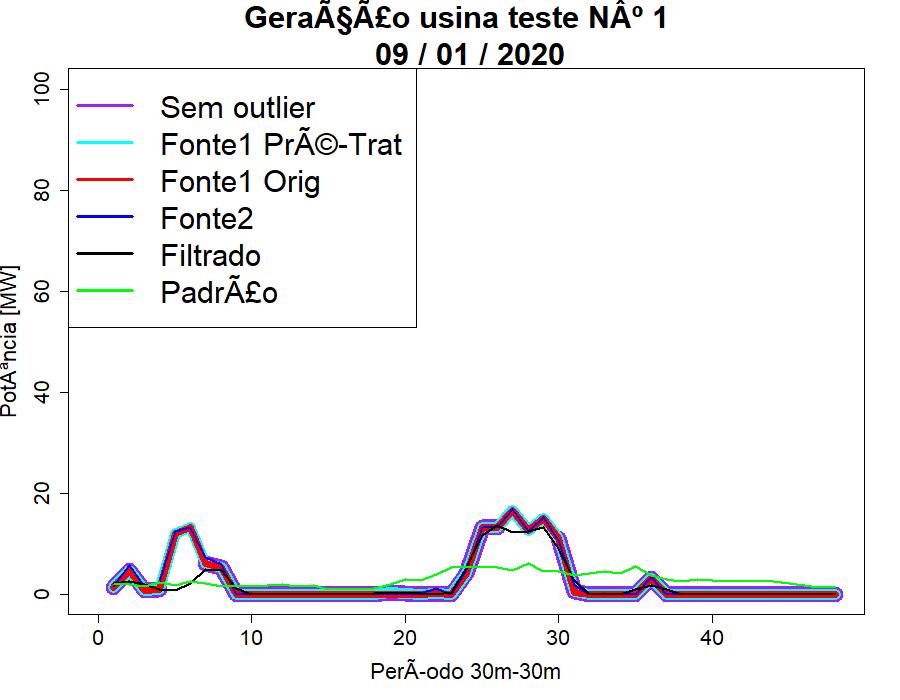 GeraÃ§Ã£o usina teste NÂº 1
09 / 01 / 2020
Sem outlier
Fonte1 PrÃ©-Trat
Fonte1 Orig
Fonte2
Filtrado
PadrÃ£o
PotÃªncia [MW]
100
80
60
40
20
0
0 10 20 30 40
PerÃ-odo 30m-30m